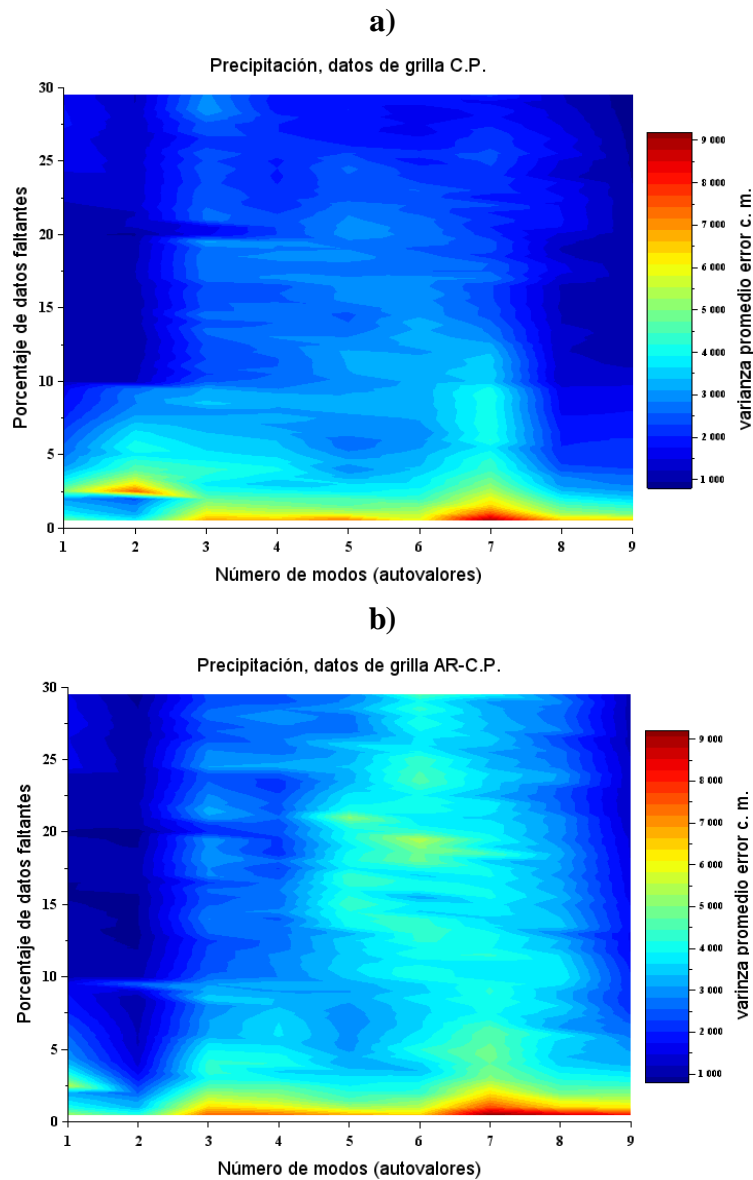 a)
Precipitación, datos de grilla C.P.
Porcentaje de datos faltantes
30
25
20
15
10
5
0
1 2 3 4 5 6 7 8 9
Número de modos (autovalores)
9 000
8 000
7 000
6 000
5 000
4 000
3 000
2 000
1 000
varianza promedio error c. m.
b)
Precipitación, datos de grilla AR-C.P.
Porcentaje de datos faltantes
30
25
20
15
10
5
0
1 2 3 4 5 6 7 8 9
Número de modos (autovalores)
9 000
8 000
7 000
6 000
5 000
4 000
3 000
2 000
1 000
varinza promedio error c. m.